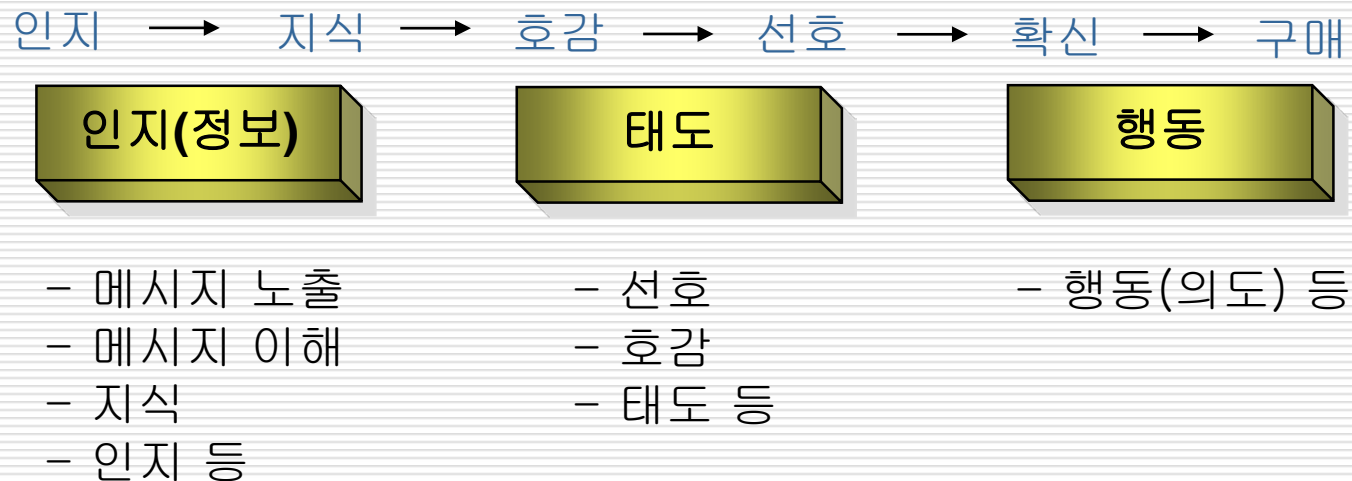 인지 → 지식 → 호감 → 선호 → 확신 → 구매
인지(정보) 태도 행동
- 메시지 노출
- 메시지 이해
- 지식
- 인지 등
- 선호
- 호감
- 태도 등
- 행동(의도) 등